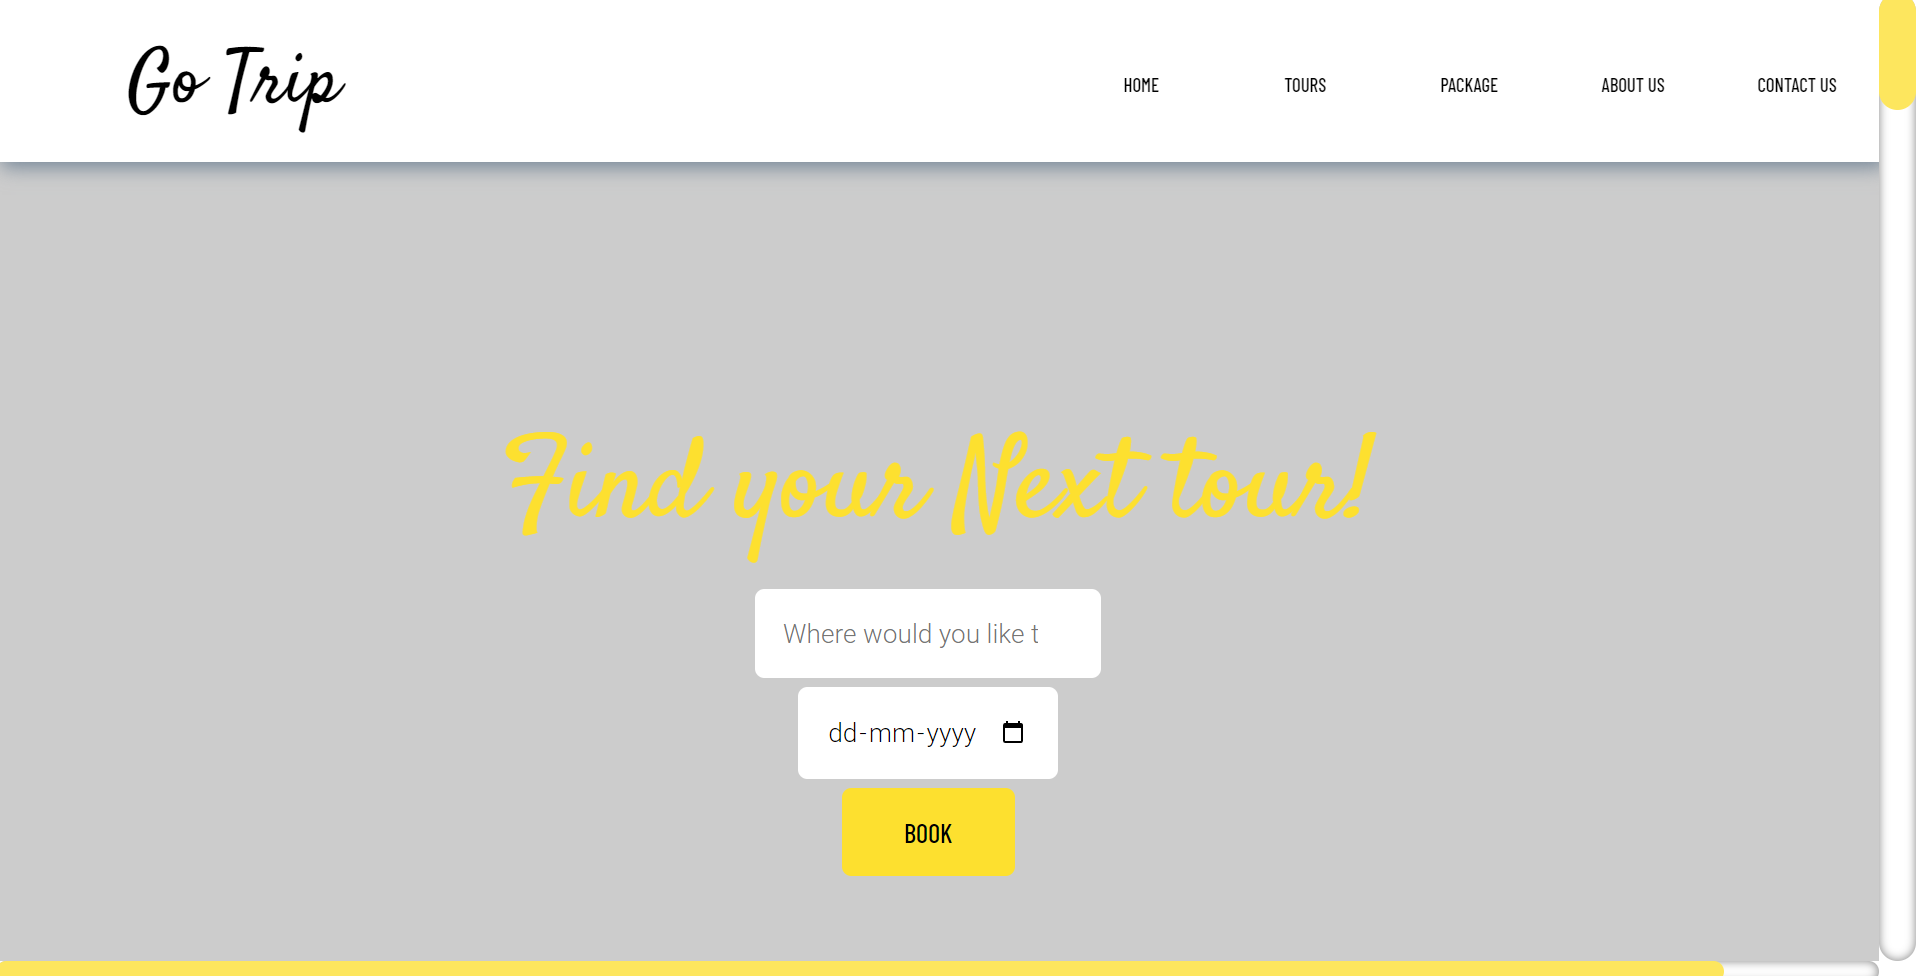 Go Trip
HOME TOURS PACKAGE ABOUT US CONTACT US
Find your Next tour!
Where would you like t
dd-mm-yyyy
BOOK